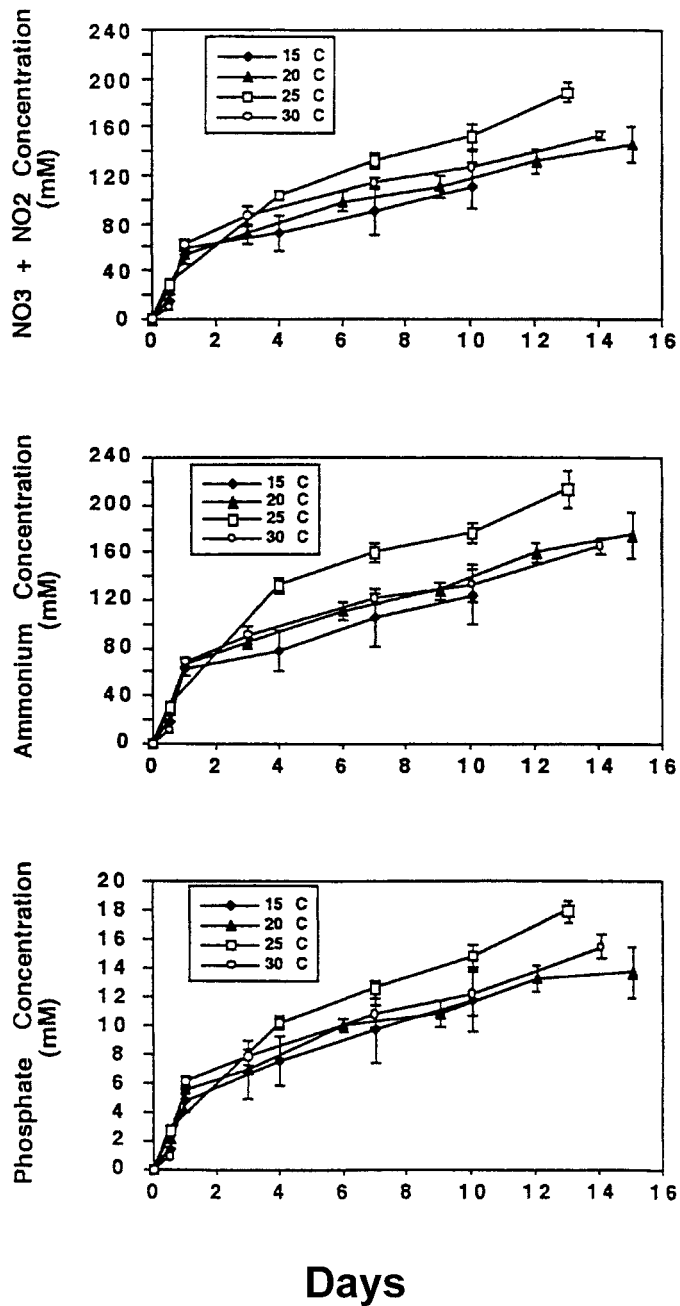 NO3 + NO2 Concentration
(mM)
240
200
160
120
80
40
0
15 C
20 C
25 C
30 C
0 2 4 6 8 10 12 14 16
Ammonium Concentration
(mM)
240
200
160
120
80
40
0
15 C
20 C
25 C
30 C
0 2 4 6 8 10 12 14 16
Phosphate Concentration
(mM)
20
18
16
14
12
10
8
6
4
2
0
15 C
20 C
25 C
30 C
0 2 4 6 8 10 12 14 16
Days